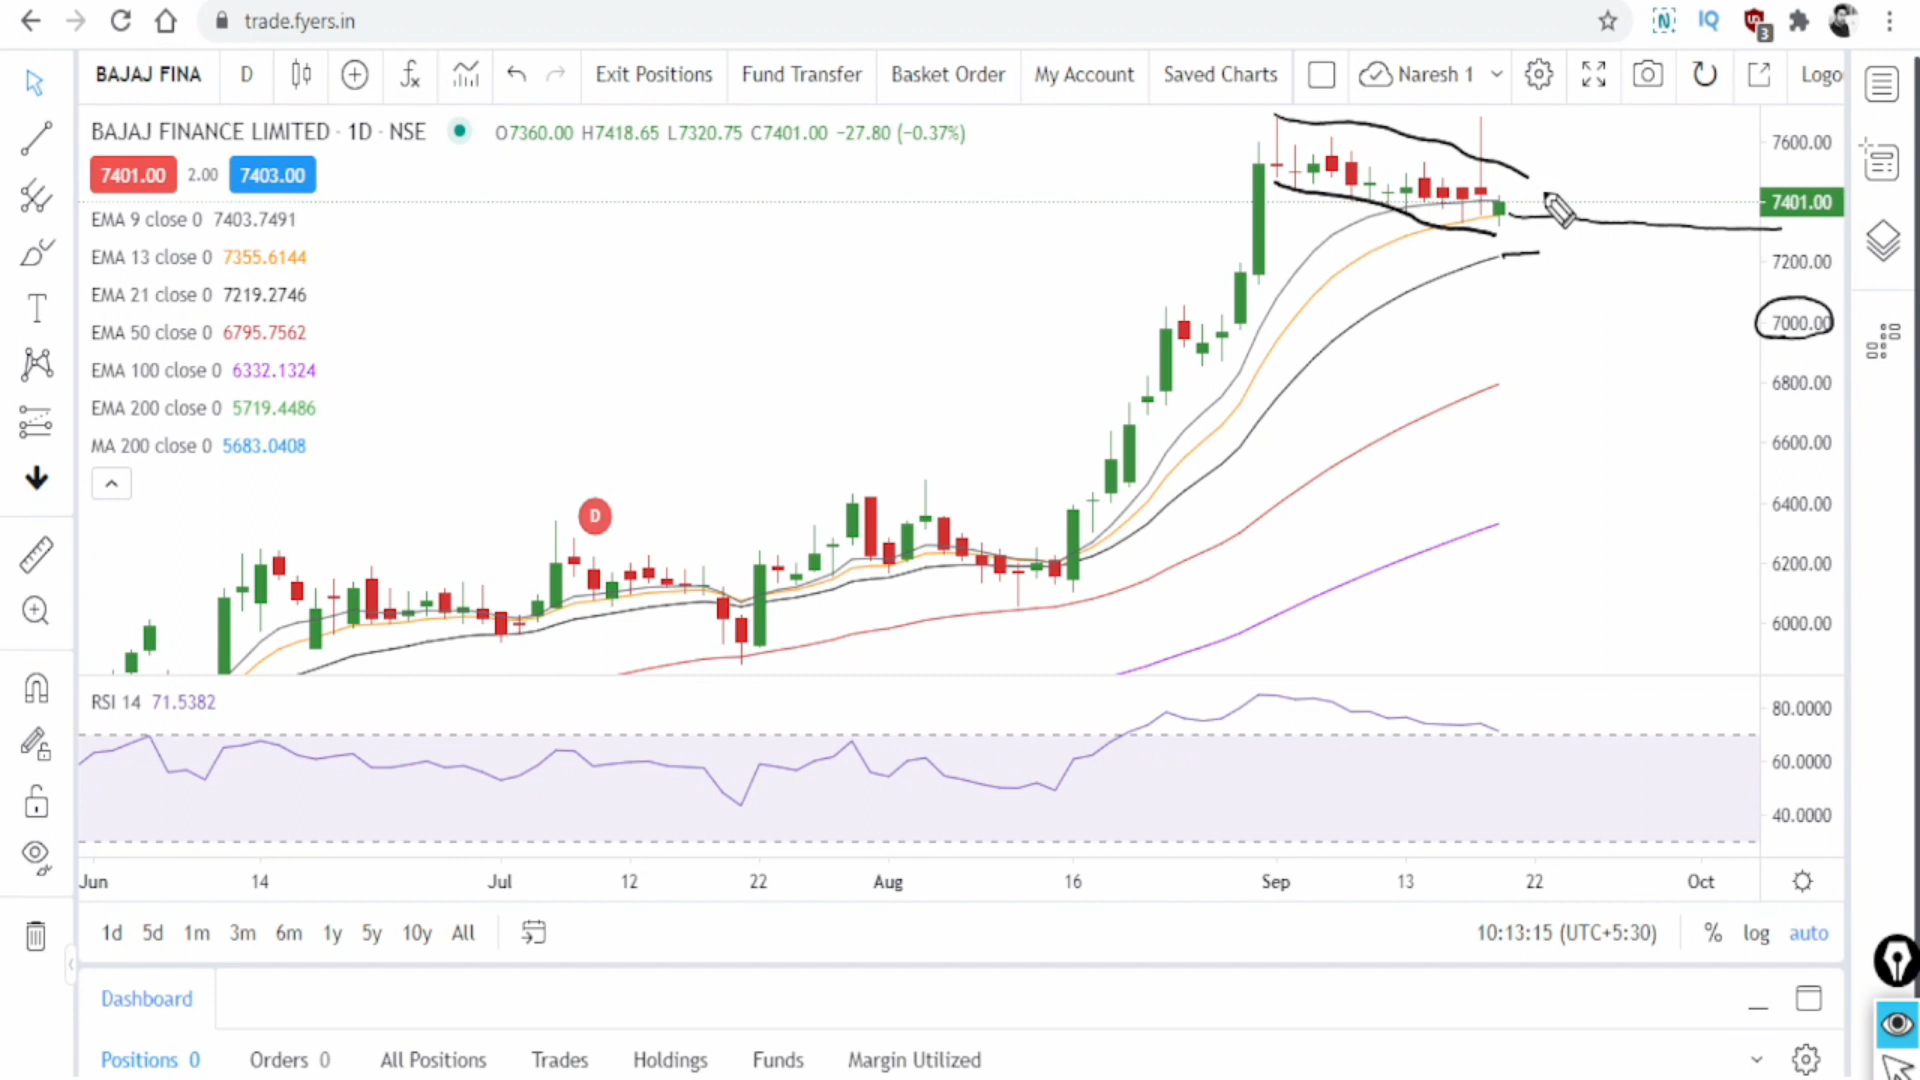 trade.fyers.in
3
BAJAJ FINA D Exit Positions Fund Transfer Basket Order My Account Saved Charts Naresh 1 Logo
BAJAJ FINANCE LIMITED · 1D · NSE O7360.00 H7418.65 L7320.75 C7401.00 −27.80 (−0.37%)
7401.00 2.00 7403.00
EMA 9 close 0 7403.7491
EMA 13 close 0 7355.6144
EMA 21 close 0 7219.2746
EMA 50 close 0 6795.7562
EMA 100 close 0 6332.1324
EMA 200 close 0 5719.4486
MA 200 close 0 5683.0408
D
7600.00
7401.00
7200.00
7000.00
6800.00
6600.00
6400.00
6200.00
6000.00
RSI 14 71.5382
80.0000
60.0000
40.0000
Jun 14 Jul 12 22 Aug 16 Sep 13 22 Oct
1d 5d 1m 3m 6m 1y 5y 10y All 10:13:15 (UTC+5:30) % log auto
Dashboard
Positions 0 Orders 0 All Positions Trades Holdings Funds Margin Utilized